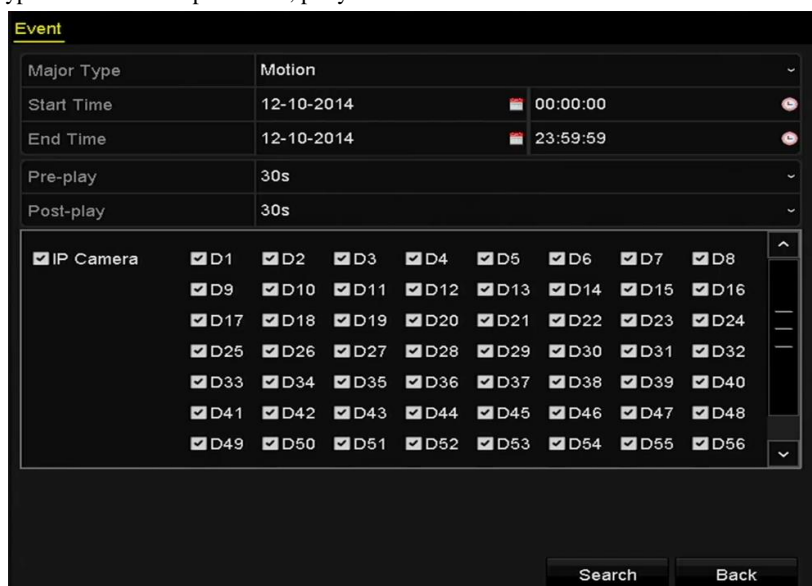 Event
Major Type Motion
Start Time 12-10-2014 00:00:00
End Time 12-10-2014 23:59:59
Pre-play 30s
Post-play 30s
IP Camera D1 D2 D3 D4 D5 D6 D7 D8
D9 D10 D11 D12 D13 D14 D15 D16
D17 D18 D19 D20 D21 D22 D23 D24
D25 D26 D27 D28 D29 D30 D31 D32
D33 D34 D35 D36 D37 D38 D39 D40
D41 D42 D43 D44 D45 D46 D47 D48
D49 D50 D51 D52 D53 D54 D55 D56
Search Back